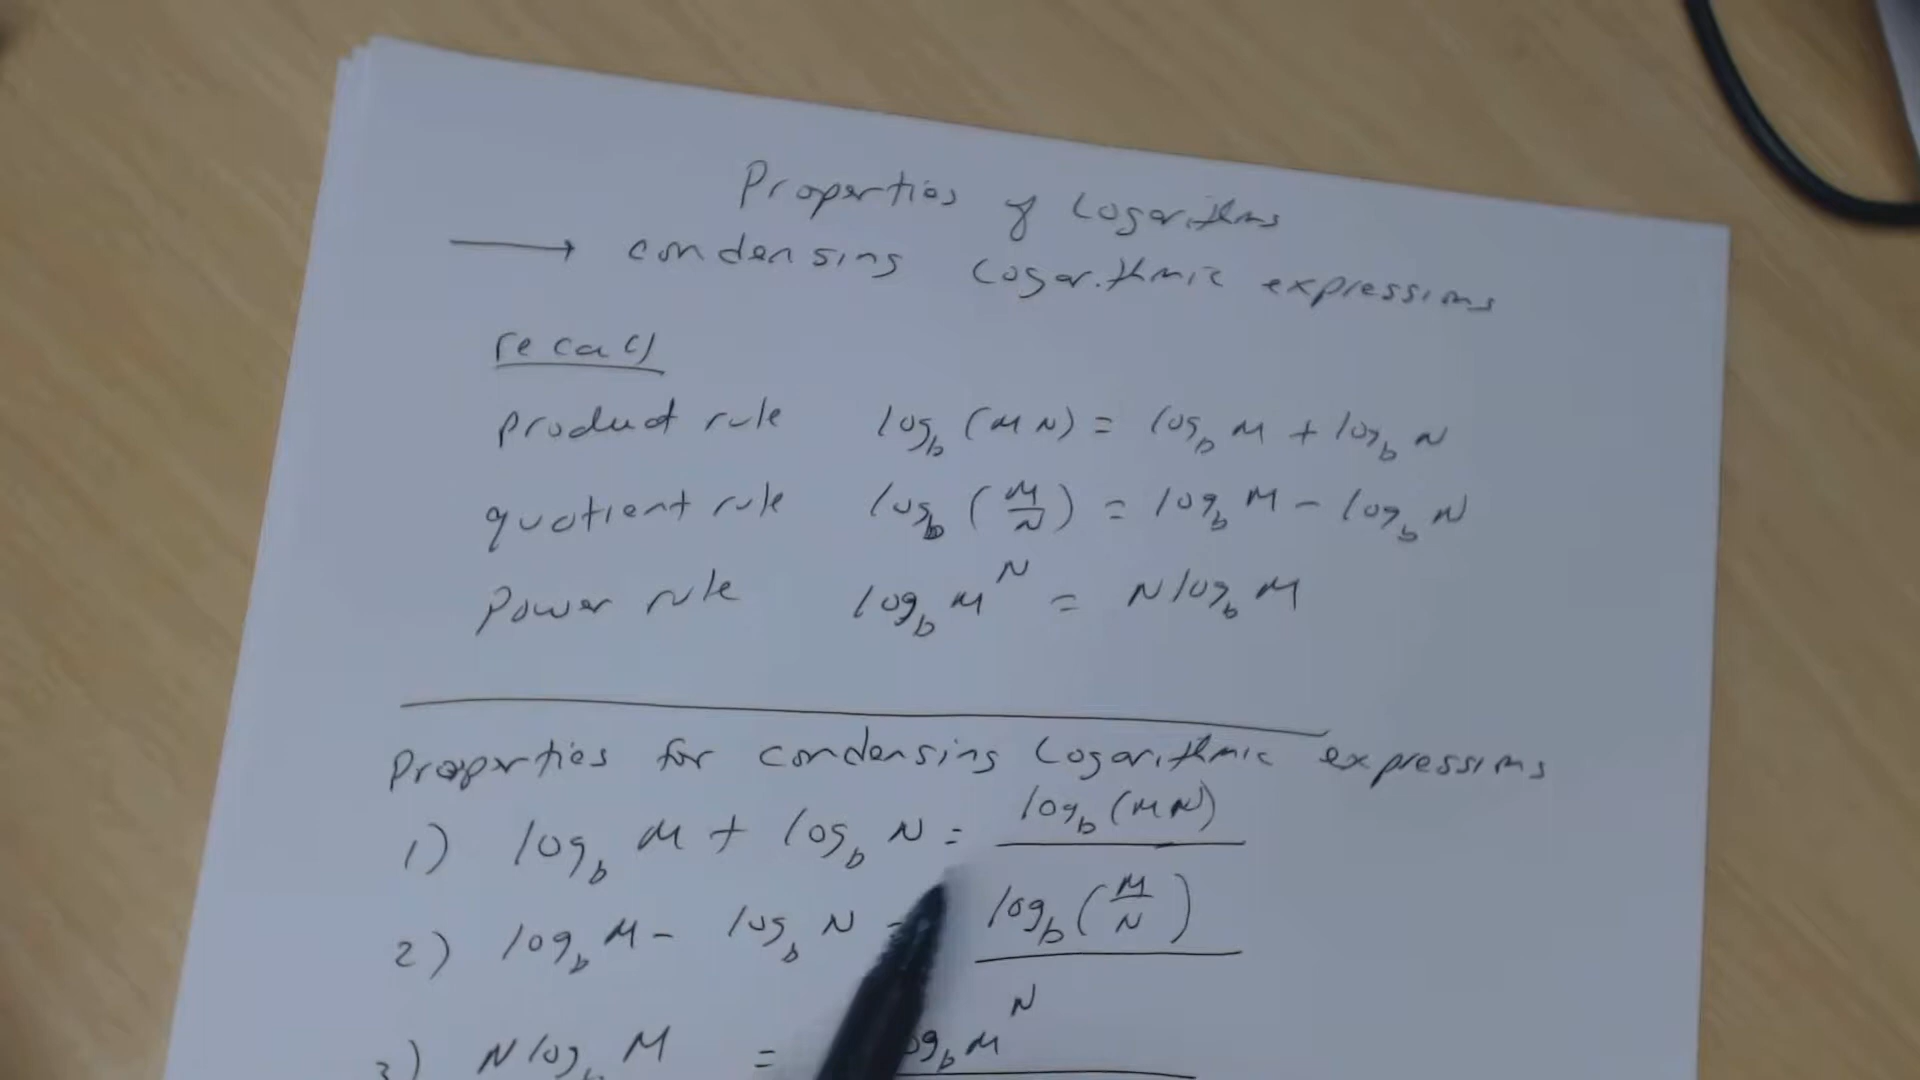 Properties of Logarithms
→ condensing Logarithmic expressions
recall
product rule log_b (MN) = log_b M + log_b N
quotient rule log_b (M/N) = log_b M - log_b N
Power rule log_b M^N = N log_b M
Properties for condensing Logarithmic expressions
1) log_b M + log_b N = log_b (MN)
2) log_b M - log_b N = log_b (M/N)
3) N log_b M = log_b M^N